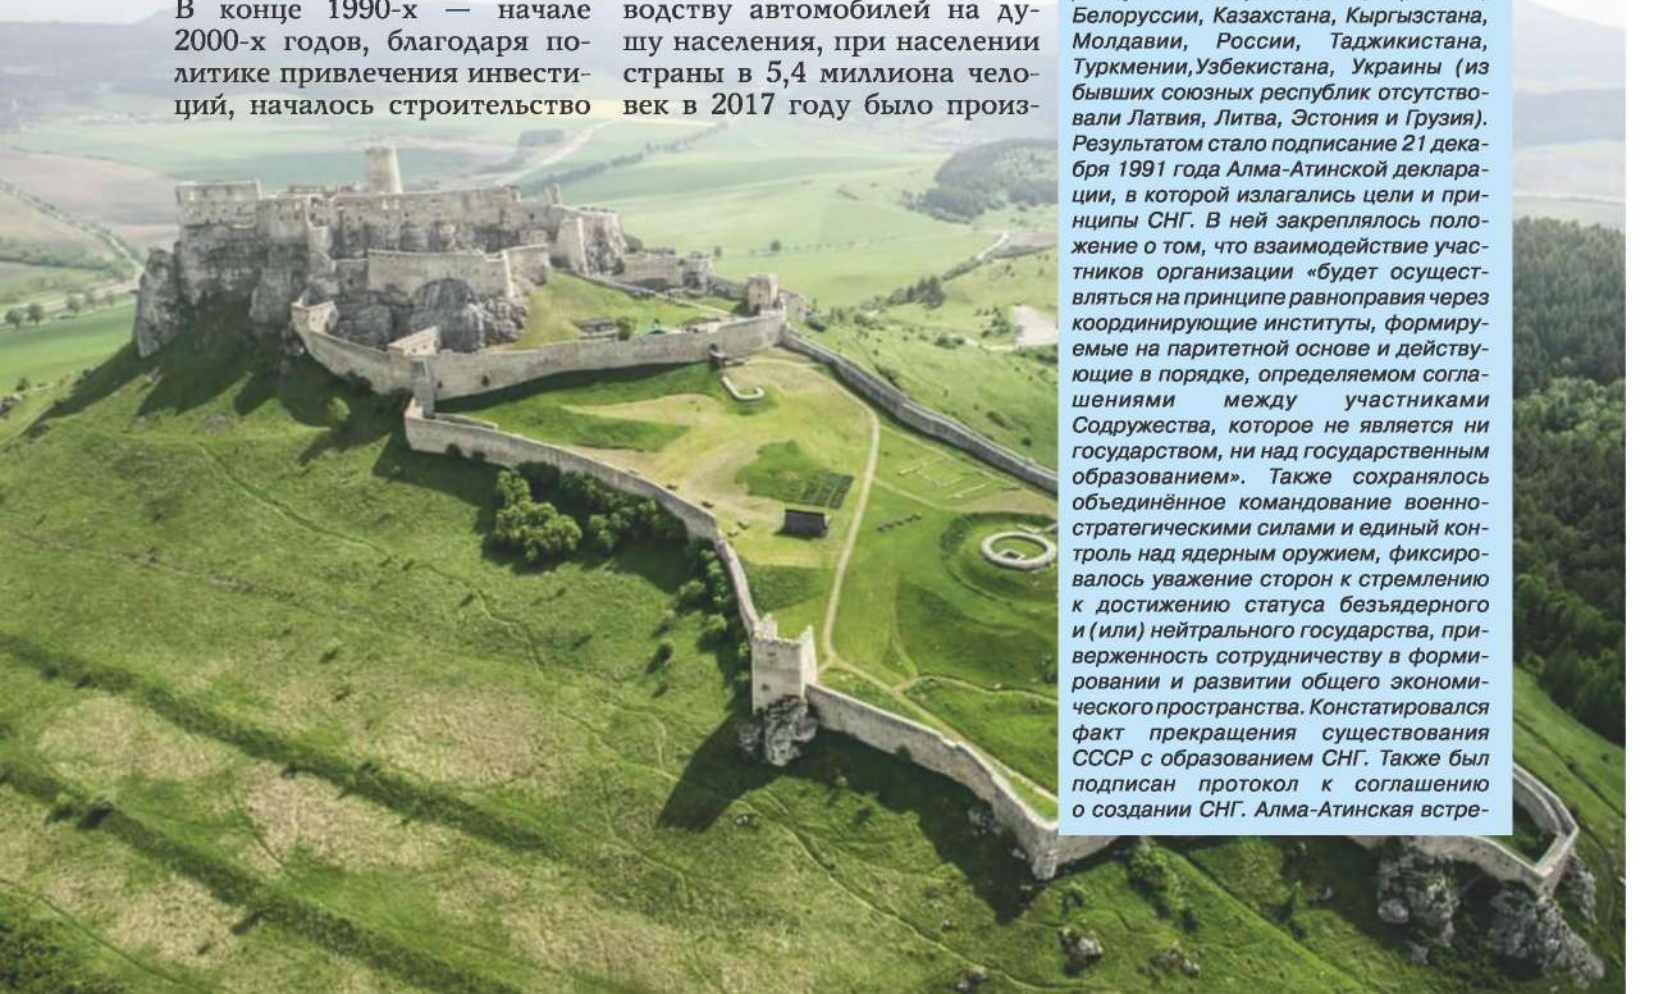 В конце 1990-х — начале
2000-х годов, благодаря по-
литике привлечения инвести-
ций, началось строительство
водству автомобилей на ду-
шу населения, при населении
страны в 5,4 миллиона чело-
век в 2017 году было произ-
Белоруссии, Казахстана, Кыргызстана,
Молдавии, России, Таджикистана,
Туркмении,Узбекистана, Украины (из
бывших союзных республик отсутство-
вали Латвия, Литва, Эстония и Грузия).
Результатом стало подписание 21 дека-
бря 1991 года Алма-Атинской деклара-
ции, в которой излагались цели и при-
нципы СНГ. В ней закреплялось поло-
жение о том, что взаимодействие учас-
тников организации «будет осущест-
вляться на принципе равноправия через
координирующие институты, формиру-
емые на паритетной основе и действу-
ющие в порядке, определяемом согла-
шениями между участниками
Содружества, которое не является ни
государством, ни над государственным
образованием». Также сохранялось
объединённое командование военно-
стратегическими силами и единый кон-
троль над ядерным оружием, фиксиро-
валось уважение сторон к стремлению
к достижению статуса безъядерного
и (или) нейтрального государства, при-
верженность сотрудничеству в форми-
ровании и развитии общего экономи-
ческого пространства. Констатировался
факт прекращения существования
СССР с образованием СНГ. Также был
подписан протокол к соглашению
о создании СНГ. Алма-Атинская встре-